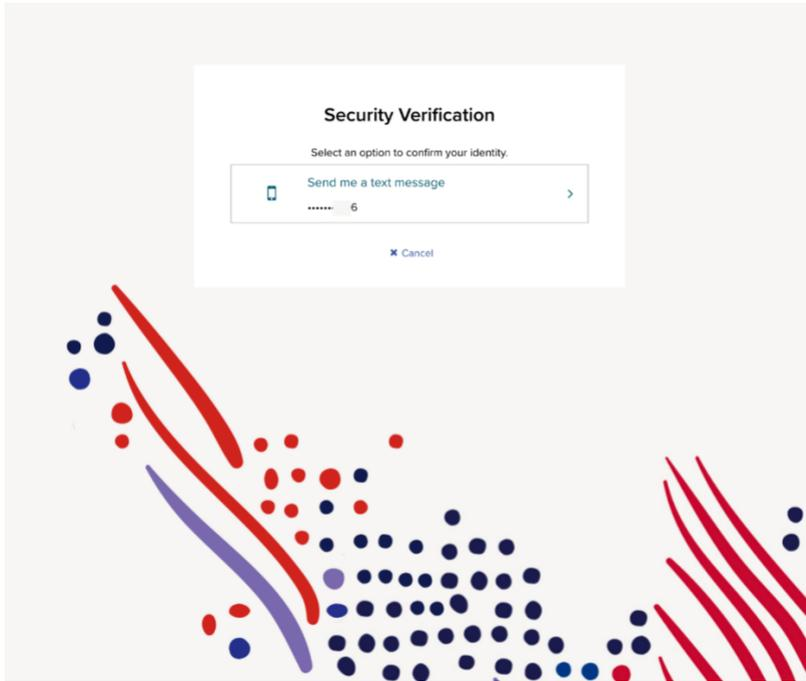 Security Verification
Select an option to confirm your identity.
Send me a text message
•••••• 6
✖ Cancel